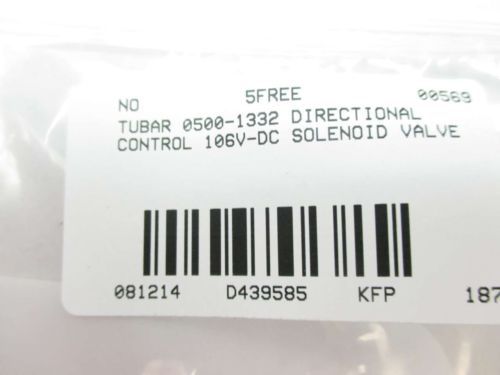 NO 5FREE 00569
TUBAR 0500-1332 DIRECTIONAL
CONTROL 106V-DC SOLENOID VALVE
081214 D439585 KFP 187